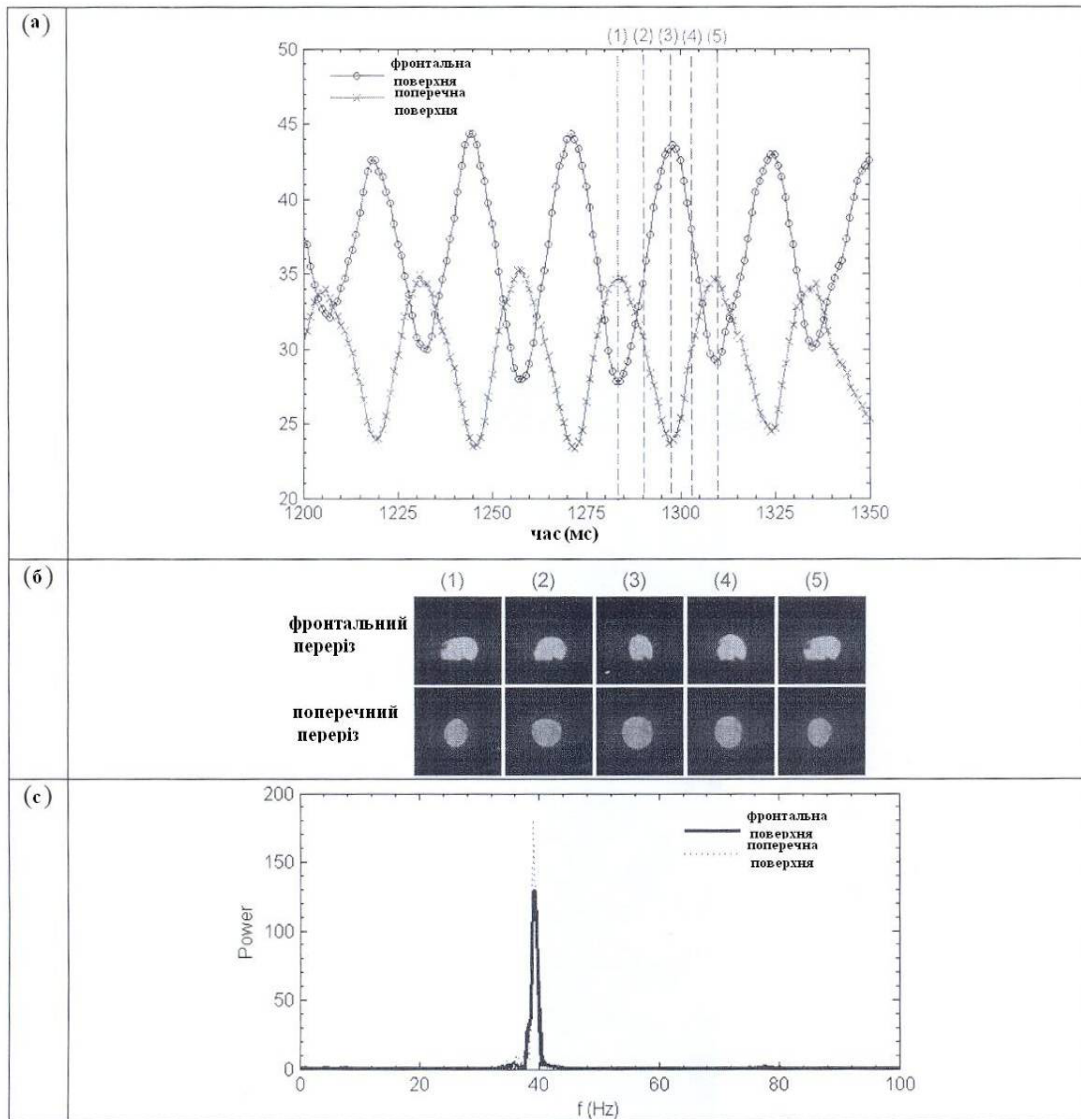 (а)
(1) (2) (3) (4) (5)
50
45
40
35
30
25
20
фронтальна
поверхня
поперечна
поверхня
1200 1225 1250 1275 1300 1325 1350
час (мс)
(б)
(1) (2) (3) (4) (5)
фронтальний
переріз
поперечний
переріз
(с)
200
150
100
50
0
Power
фронтальна
поверхня
поперечна
поверхня
0 20 40 60 80 100
f (Hz)